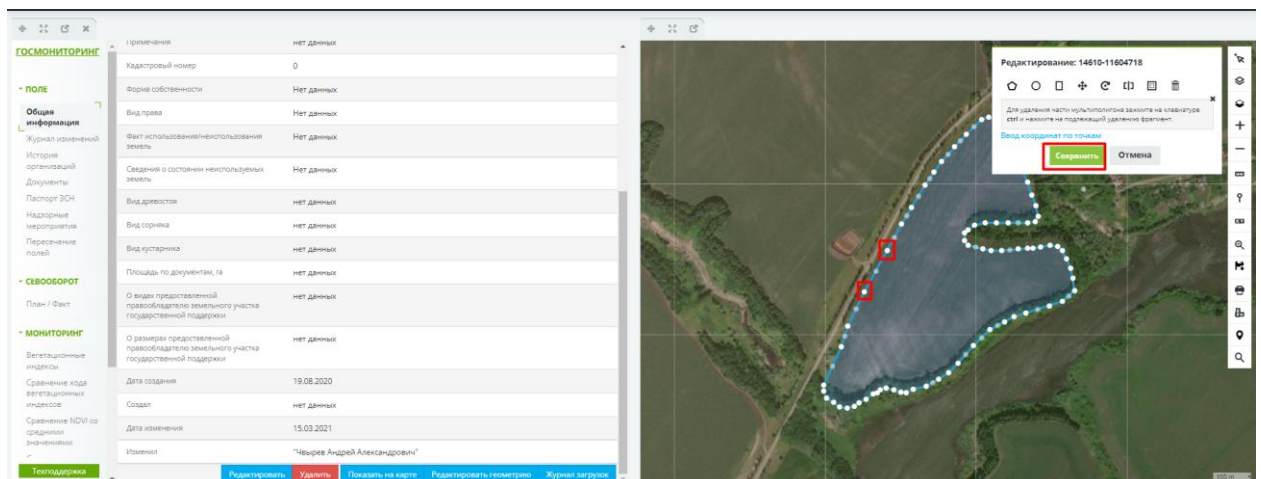 ГОСМОНИТОРИНГ
- ПОЛЕ
Общая
информация
Журнал изменений
История
организаций
Документы
Паспорт ЗСН
Надзорные
мероприятия
Пересечение
полей
- СЕВООБОРОТ
План / Факт
- МОНИТОРИНГ
Вегетационные
индексы
Сравнение хода
вегетационных
индексов
Сравнение NDVI со
средними
значениями
Техподдержка
Примечания нет данных
Кадастровый номер 0
Форма собственности Нет данных
Вид права Нет данных
Факт использования/неиспользования Нет данных
земель
Сведения о состоянии неиспользуемых Нет данных
земель
Вид древостоя нет данных
Вид сорняка нет данных
Вид кустарника нет данных
Площадь по документам, га нет данных
О видах предоставленной нет данных
правообладателю земельного участка
государственной поддержки
О размерах предоставленной нет данных
правообладателю земельного участка
государственной поддержки
Дата создания 19.08.2020
Создал нет данных
Дата изменения 15.03.2021
Изменил "Чвырев Андрей Александрович"
Редактировать Удалить Показать на карте Редактировать геометрию Журнал загрузок
Редактирование: 14610-11604718
Для удаления части мультиполигона зажмите на клавиатуре
ctrl и нажмите на подлежащий удалению фрагмент.
Ввод координат по точкам
Сохранить Отмена